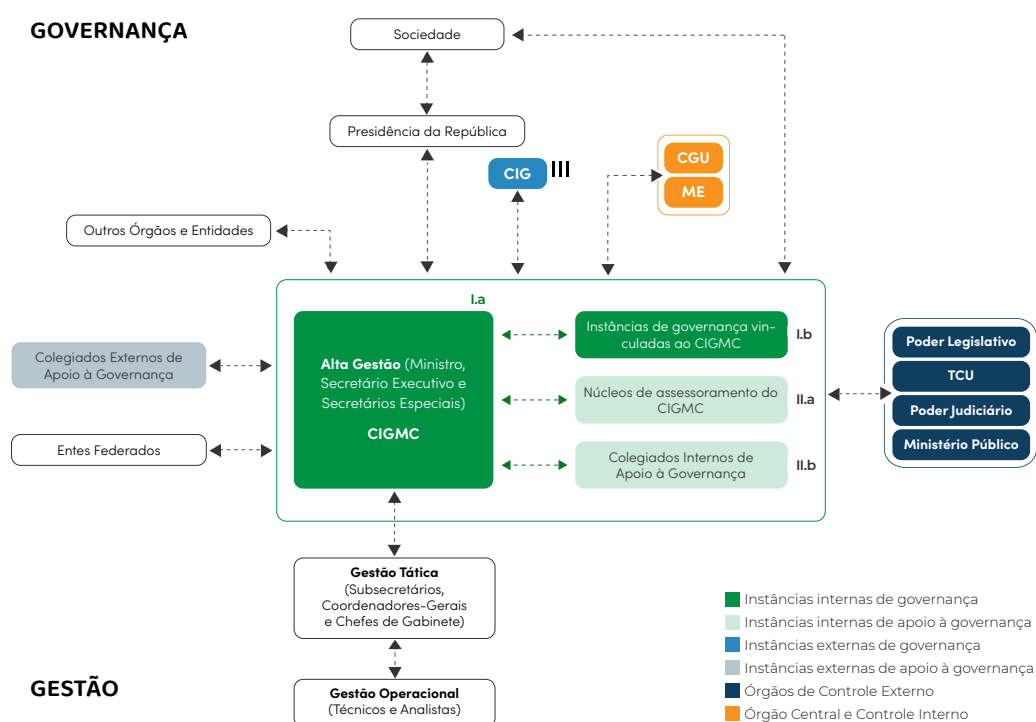 GOVERNANÇA
Sociedade
Presidência da República
CIG
III
CGU
ME
Outros Órgãos e Entidades
I.a
Alta Gestão (Ministro,
Secretário Executivo e
Secretários Especiais)
CIGMC
Instâncias de governança vin-
culadas ao CIGMC
I.b
Núcleos de assessoramento do
CIGMC
II.a
Colegiados Internos de
Apoio à Governança
II.b
Colegiados Externos de
Apoio à Governança
Entes Federados
Poder Legislativo
TCU
Poder Judiciário
Ministério Público
Gestão Tática
(Subsecretários,
Coordenadores-Gerais
e Chefes de Gabinete)
GESTÃO
Gestão Operacional
(Técnicos e Analistas)
Instâncias internas de governança
Instâncias internas de apoio à governança
Instâncias externas de governança
Instâncias externas de apoio à governança
Órgãos de Controle Externo
Órgão Central e Controle Interno